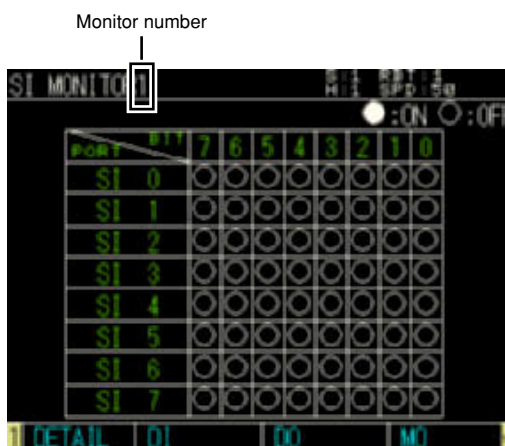 Monitor number
SI MONITOR1 S:1 RBT:1
H:1 SPD:50
:ON :OFF
PORT BIT 7 6 5 4 3 2 1 0
SI 0
SI 1
SI 2
SI 3
SI 4
SI 5
SI 6
SI 7
1 DETAIL DI DO MO